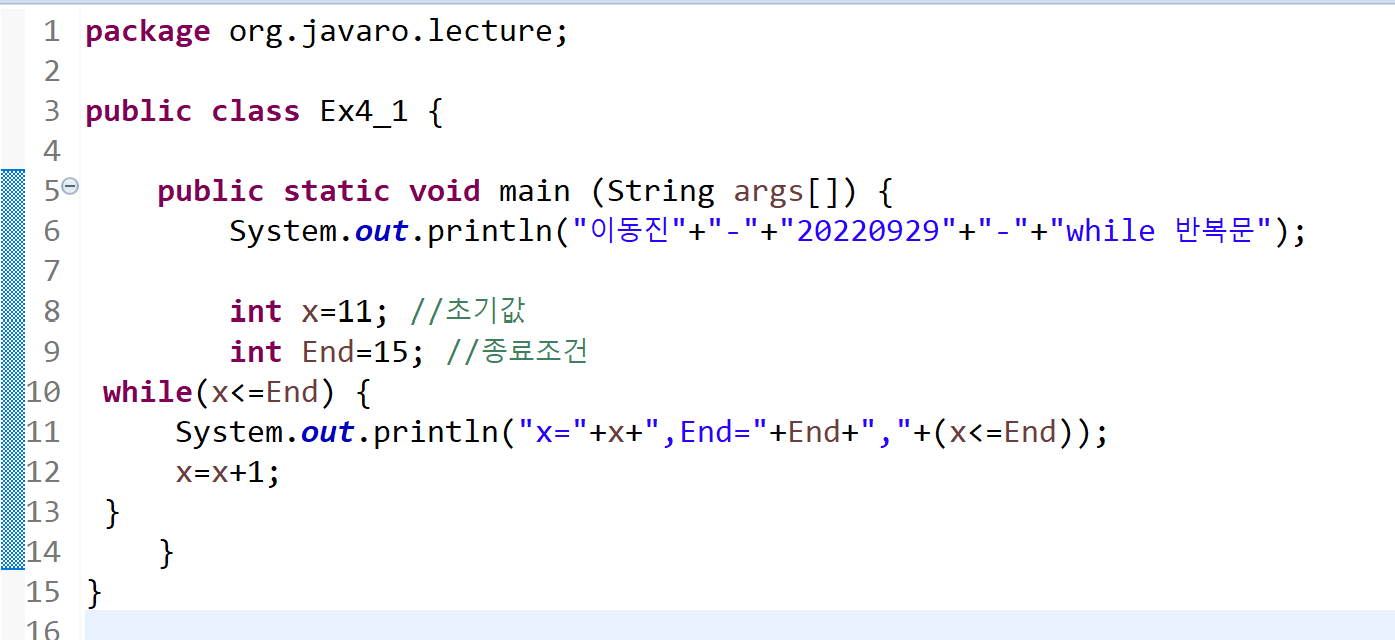 1 package org.javaro.lecture;
2
3 public class Ex4_1 {
4
5 public static void main (String args[]) {
6 System.out.println("이동진"+"-"+"20220929"+"-"+"while 반복문");
7
8 int x=11; //초기값
9 int End=15; //종료조건
10 while(x<=End) {
11 System.out.println("x="+x+",End="+End+","+(x<=End));
12 x=x+1;
13 }
14 }
15 }
16